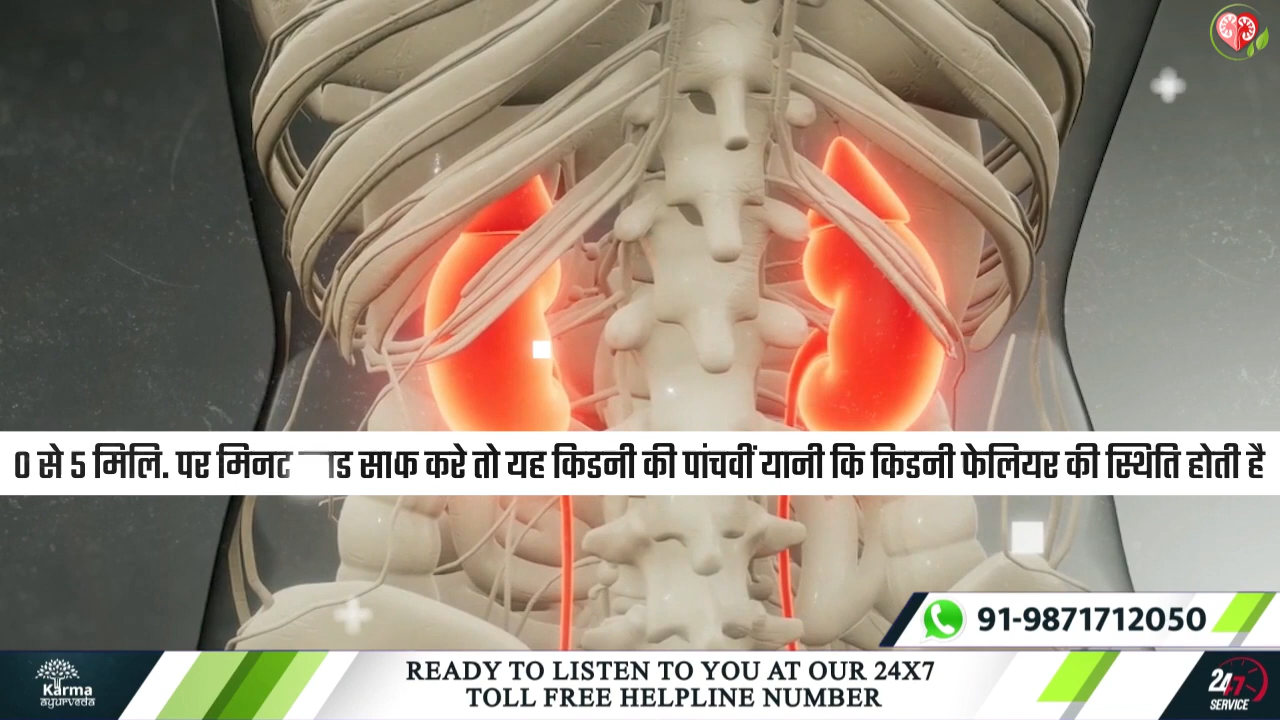 0 से 5 मिलि. पर मिनट साफ करे तो यह किडनी की पांचवीं यानी कि किडनी फेलियर की स्थिति होती है
91-9871712050
READY TO LISTEN TO YOU AT OUR 24X7
TOLL FREE HELPLINE NUMBER
Karma
ayurveda
24/7
SERVICE